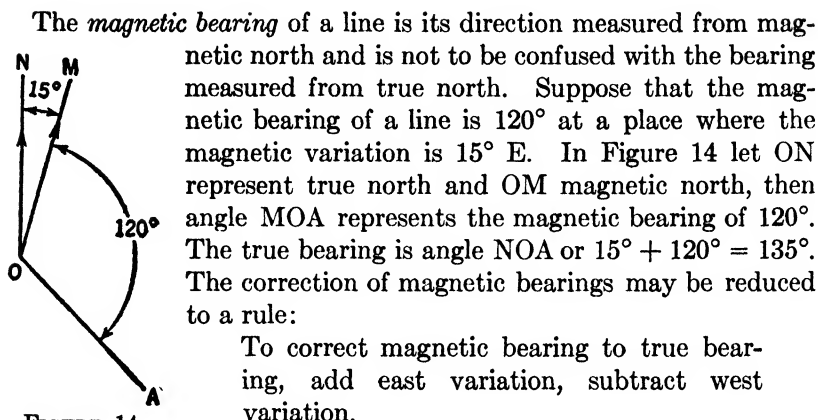 The magnetic bearing of a line is its direction measured from mag-
netic north and is not to be confused with the bearing
measured from true north. Suppose that the mag-
netic bearing of a line is 120° at a place where the
magnetic variation is 15° E. In Figure 14 let ON
represent true north and OM magnetic north, then
angle MOA represents the magnetic bearing of 120°.
The true bearing is angle NOA or 15° + 120° = 135°.
The correction of magnetic bearings may be reduced
to a rule:
To correct magnetic bearing to true bear-
ing, add east variation, subtract west
variation.
N
M
15°
120°
O
A